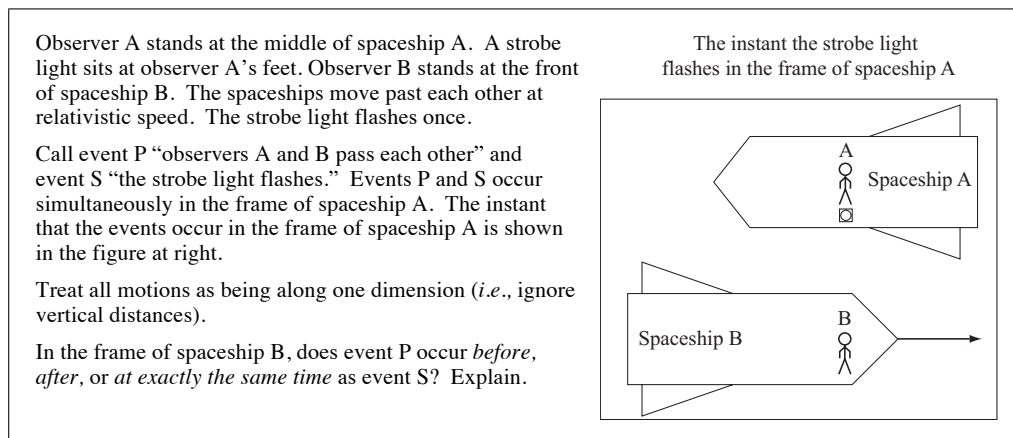 Observer A stands at the middle of spaceship A.  A strobe
light sits at observer A’s feet. Observer B stands at the front
of spaceship B.  The spaceships move past each other at
relativistic speed.  The strobe light flashes once.
Call event P “observers A and B pass each other” and
event S “the strobe light flashes.”  Events P and S occur
simultaneously in the frame of spaceship A.  The instant
that the events occur in the frame of spaceship A is shown
in the figure at right.
Treat all motions as being along one dimension (i.e., ignore
vertical distances).
In the frame of spaceship B, does event P occur before,
after, or at exactly the same time as event S?  Explain.
The instant the strobe light
flashes in the frame of spaceship A
A
Spaceship A
B
Spaceship B